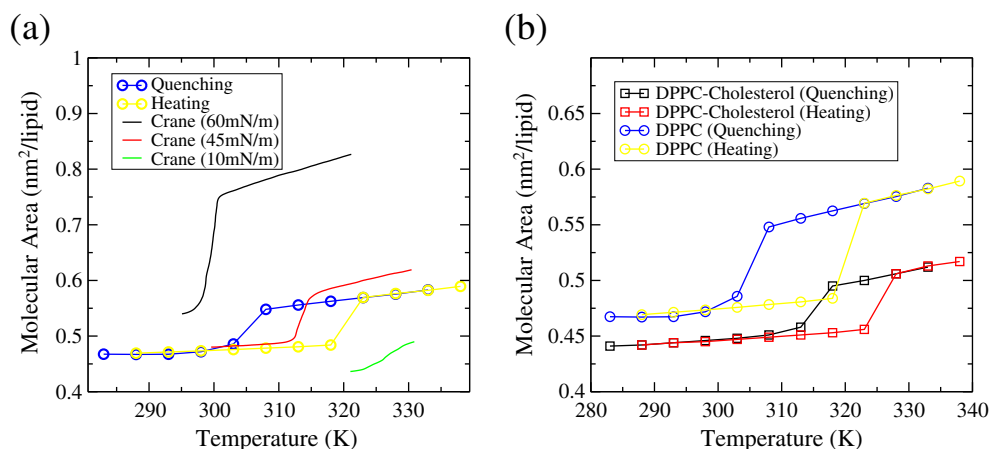 (a)
(b)
1
0.9
0.8
0.7
0.6
0.5
0.4
Molecular Area (nm²/lipid)
Quenching
Heating
Crane (60mN/m)
Crane (45mN/m)
Crane (10mN/m)
290 300 310 320 330
Temperature (K)
0.65
0.6
0.55
0.5
0.45
0.4
Molecular Area (nm²/lipid)
DPPC-Cholesterol (Quenching)
DPPC-Cholesterol (Heating)
DPPC (Quenching)
DPPC (Heating)
280 290 300 310 320 330 340
Temperature (K)